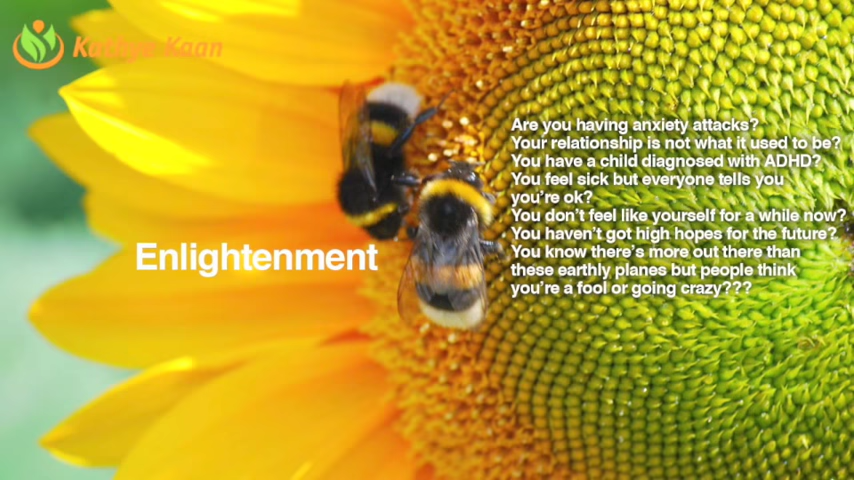 Kathya Kaan
Enlightenment
Are you having anxiety attacks?
Your relationship is not what it used to be?
You have a child diagnosed with ADHD?
You feel sick but everyone tells you
you're ok?
You don't feel like yourself for a while now?
You haven't got high hopes for the future?
You know there's more out there than
these earthly planes but people think
you're a fool or going crazy???